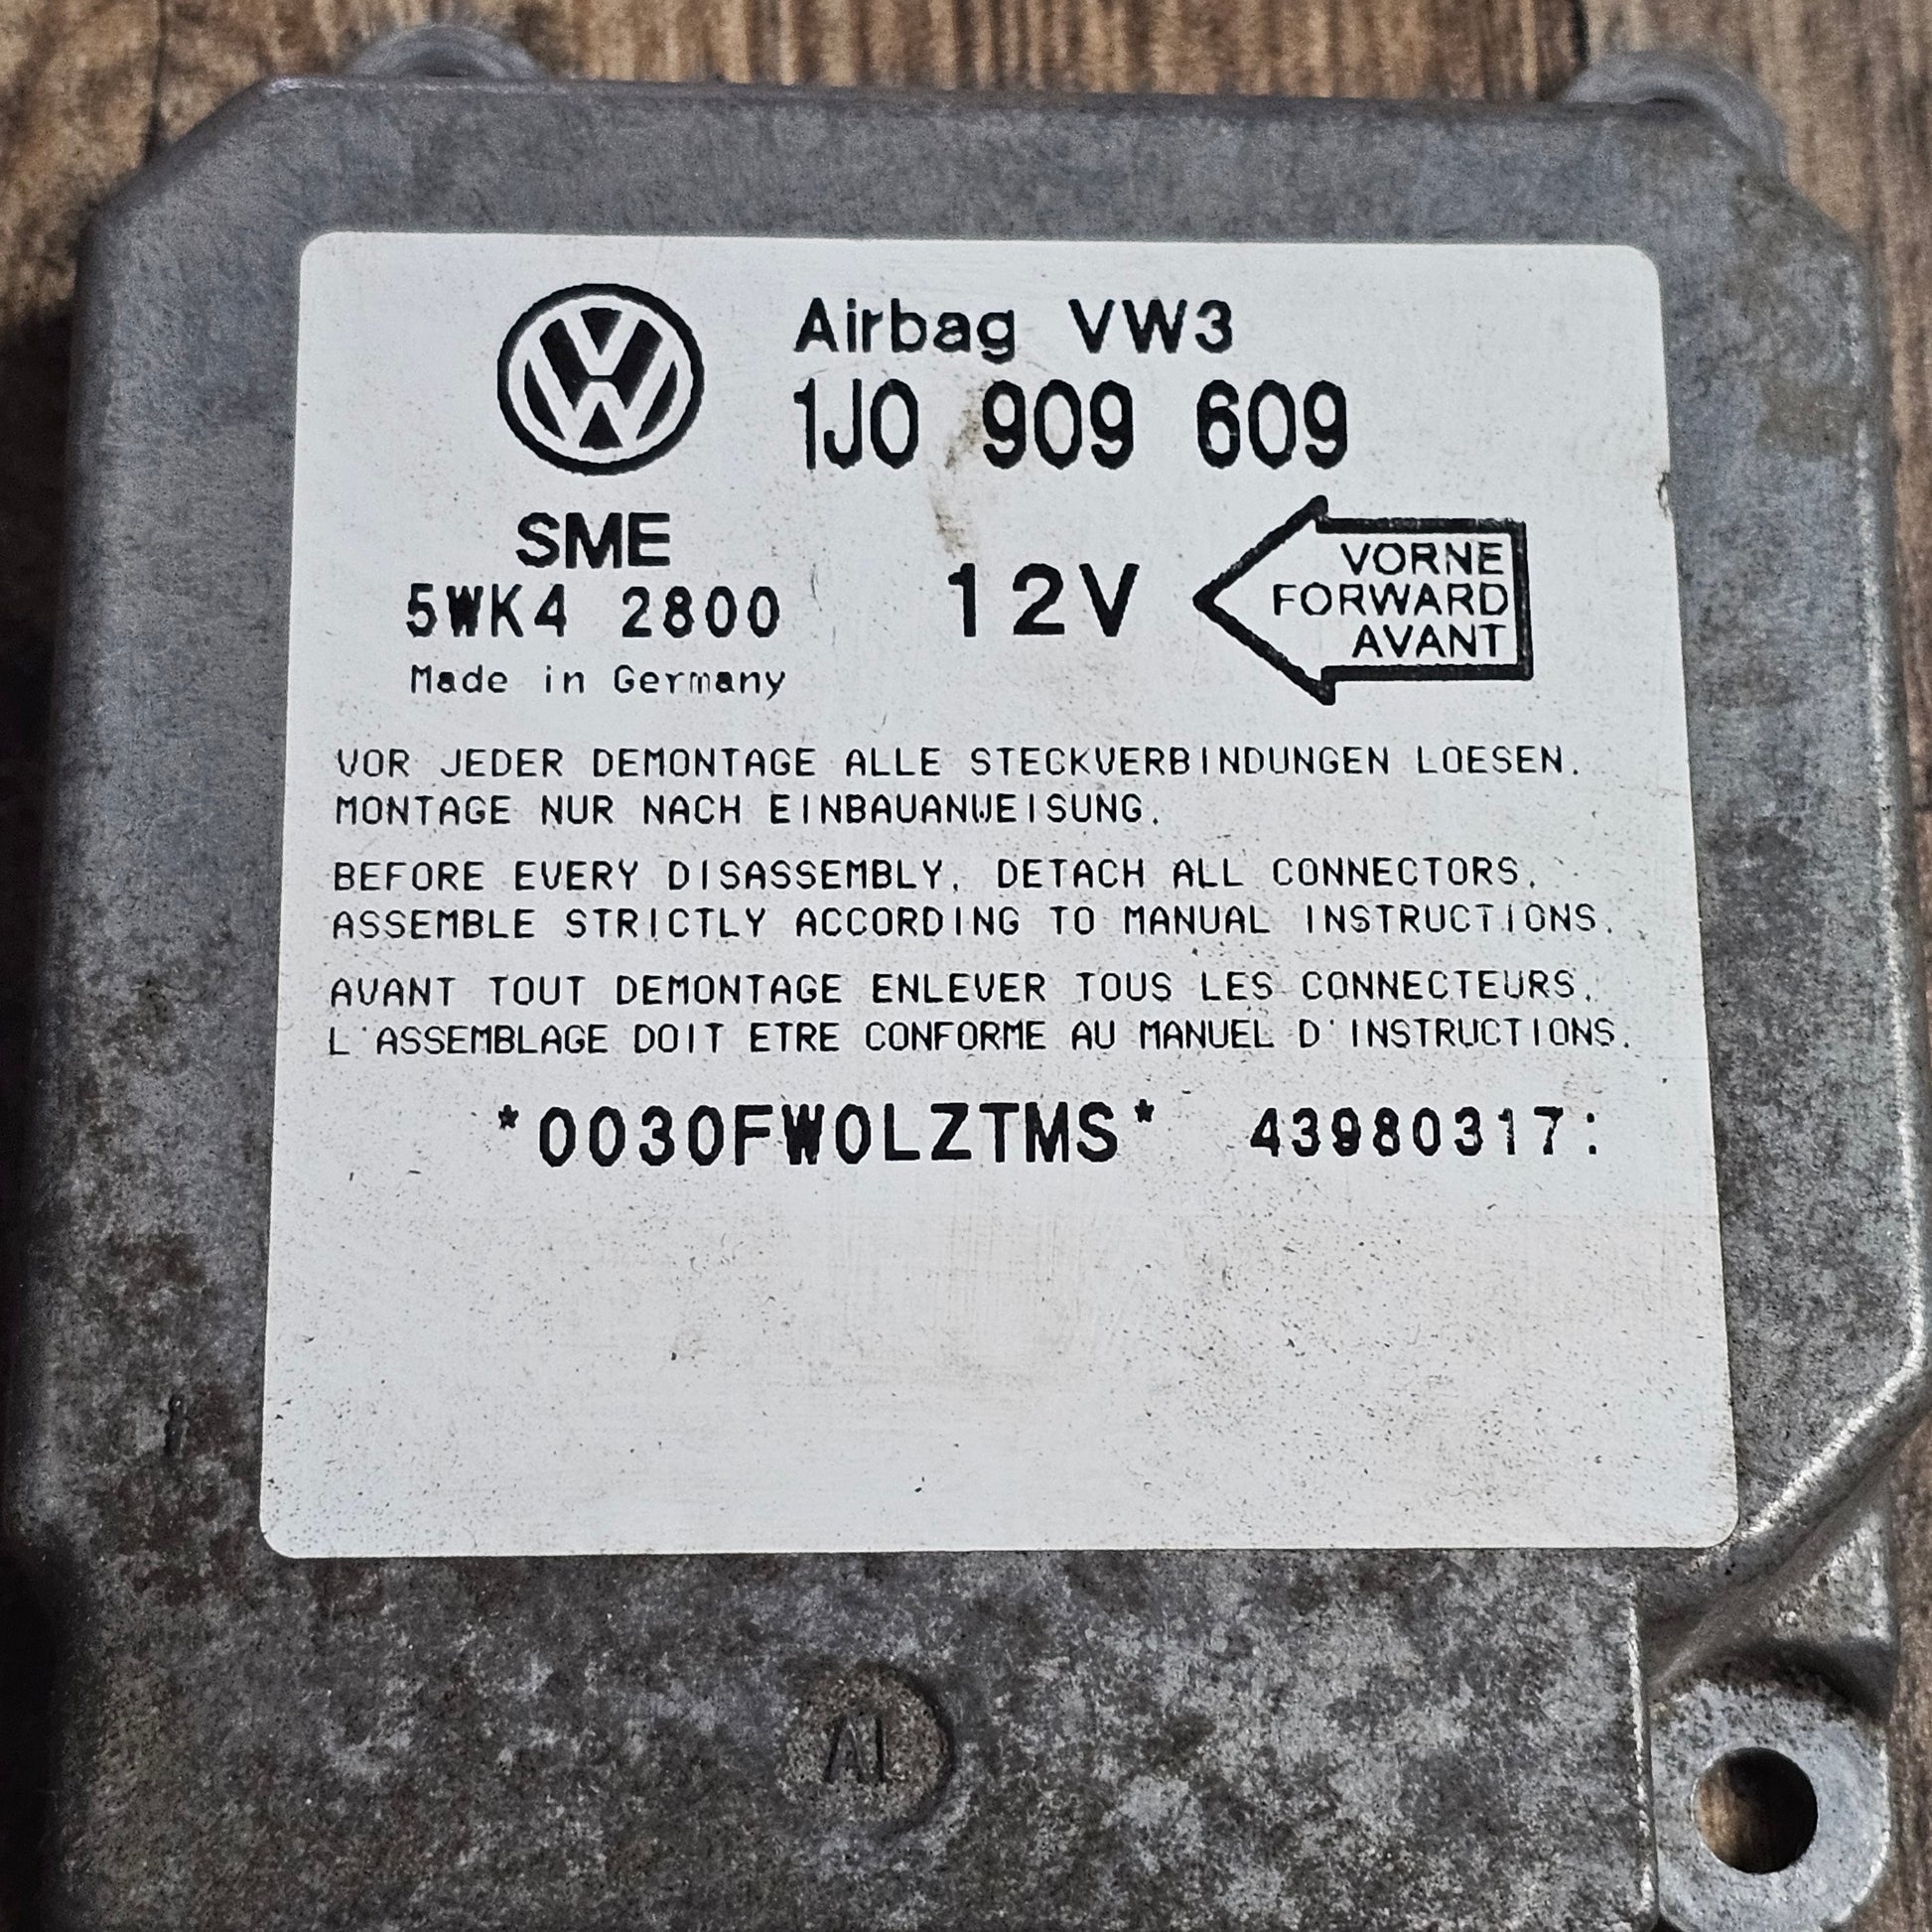 Airbag VW3
1J0 909 609
SME
5WK4 2800
Made in Germany
12V
VORNE
FORWARD
AVANT
VOR JEDER DEMONTAGE ALLE STECKVERBINDUNGEN LOESEN.
MONTAGE NUR NACH EINBAUANWEISUNG.
BEFORE EVERY DISASSEMBLY, DETACH ALL CONNECTORS,
ASSEMBLE STRICTLY ACCORDING TO MANUAL INSTRUCTIONS.
AVANT TOUT DEMONTAGE ENLEVER TOUS LES CONNECTEURS,
L'ASSEMBLAGE DOIT ETRE CONFORME AU MANUEL D'INSTRUCTIONS.
*0030FW0LZTMS* 43980317: